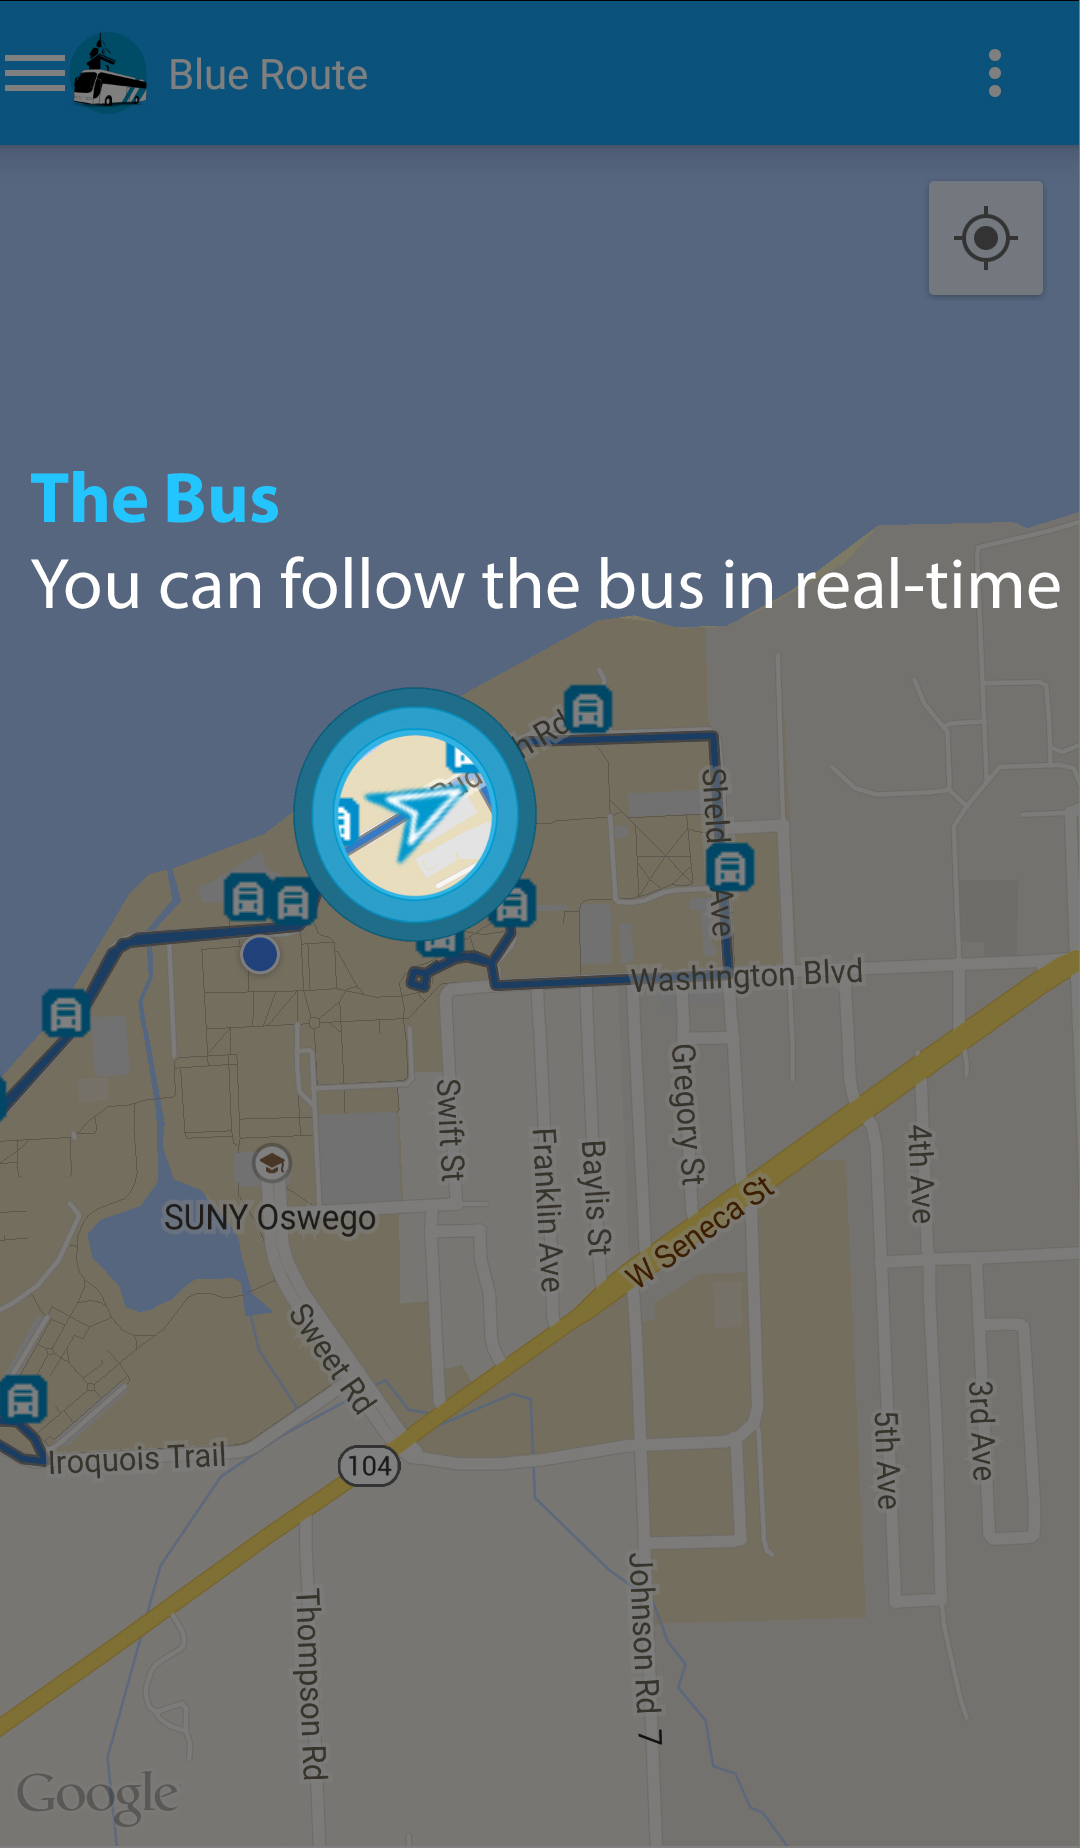 Blue Route
The Bus
You can follow the bus in real-time
Sheld
Ave
Washington Blvd
Swift St
Franklin Ave
Baylis St
Gregory St
4th Ave
SUNY Oswego
W Seneca St
Sweet Rd
3rd Ave
5th Ave
Iroquois Trail
104
Thompson Rd
Johnson Rd 7
Google